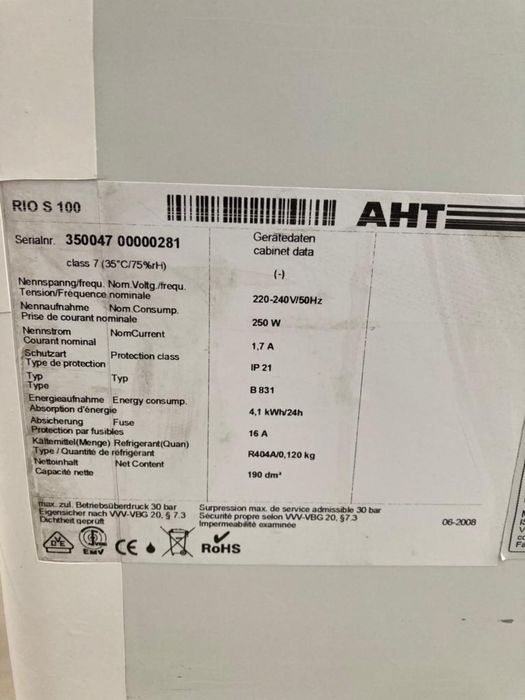 RIO S 100
AHT
Serialnr. 350047 00000281
Gerätedaten
cabinet data
class 7 (35°C/75%rH)
(-)
Nennspanng/frequ. Nom.Voltg./frequ.
Tension/Fréquence nominale
220-240V/50Hz
Nennaufnahme Nom.Consump.
Prise de courant nominale
250 W
Nennstrom NomCurrent
Courant nominal
1,7 A
Schutzart Protection class
Type de protection
IP 21
Typ Typ
Type
B 831
Energieaufnahme Energy consump.
Absorption d'énergie
4,1 kWh/24h
Absicherung Fuse
Protection par fusibles
16 A
Kältemittel(Menge) Refrigerant(Quan)
Type / Quantité de réfrigérant
R404A/0,120 kg
Nettoinhalt Net Content
Capacité nette
190 dm³
max. zul. Betriebsüberdruck 30 bar
Eigensicher nach VVV-VBG 20, § 7.3
Dichtheit geprüft
Surpression max. de service admissible 30 bar
Sécurité propre selon VVV-VBG 20, §7.3
Impermeabilité examinée
06-2008
VDE
EMV
CE
RoHS